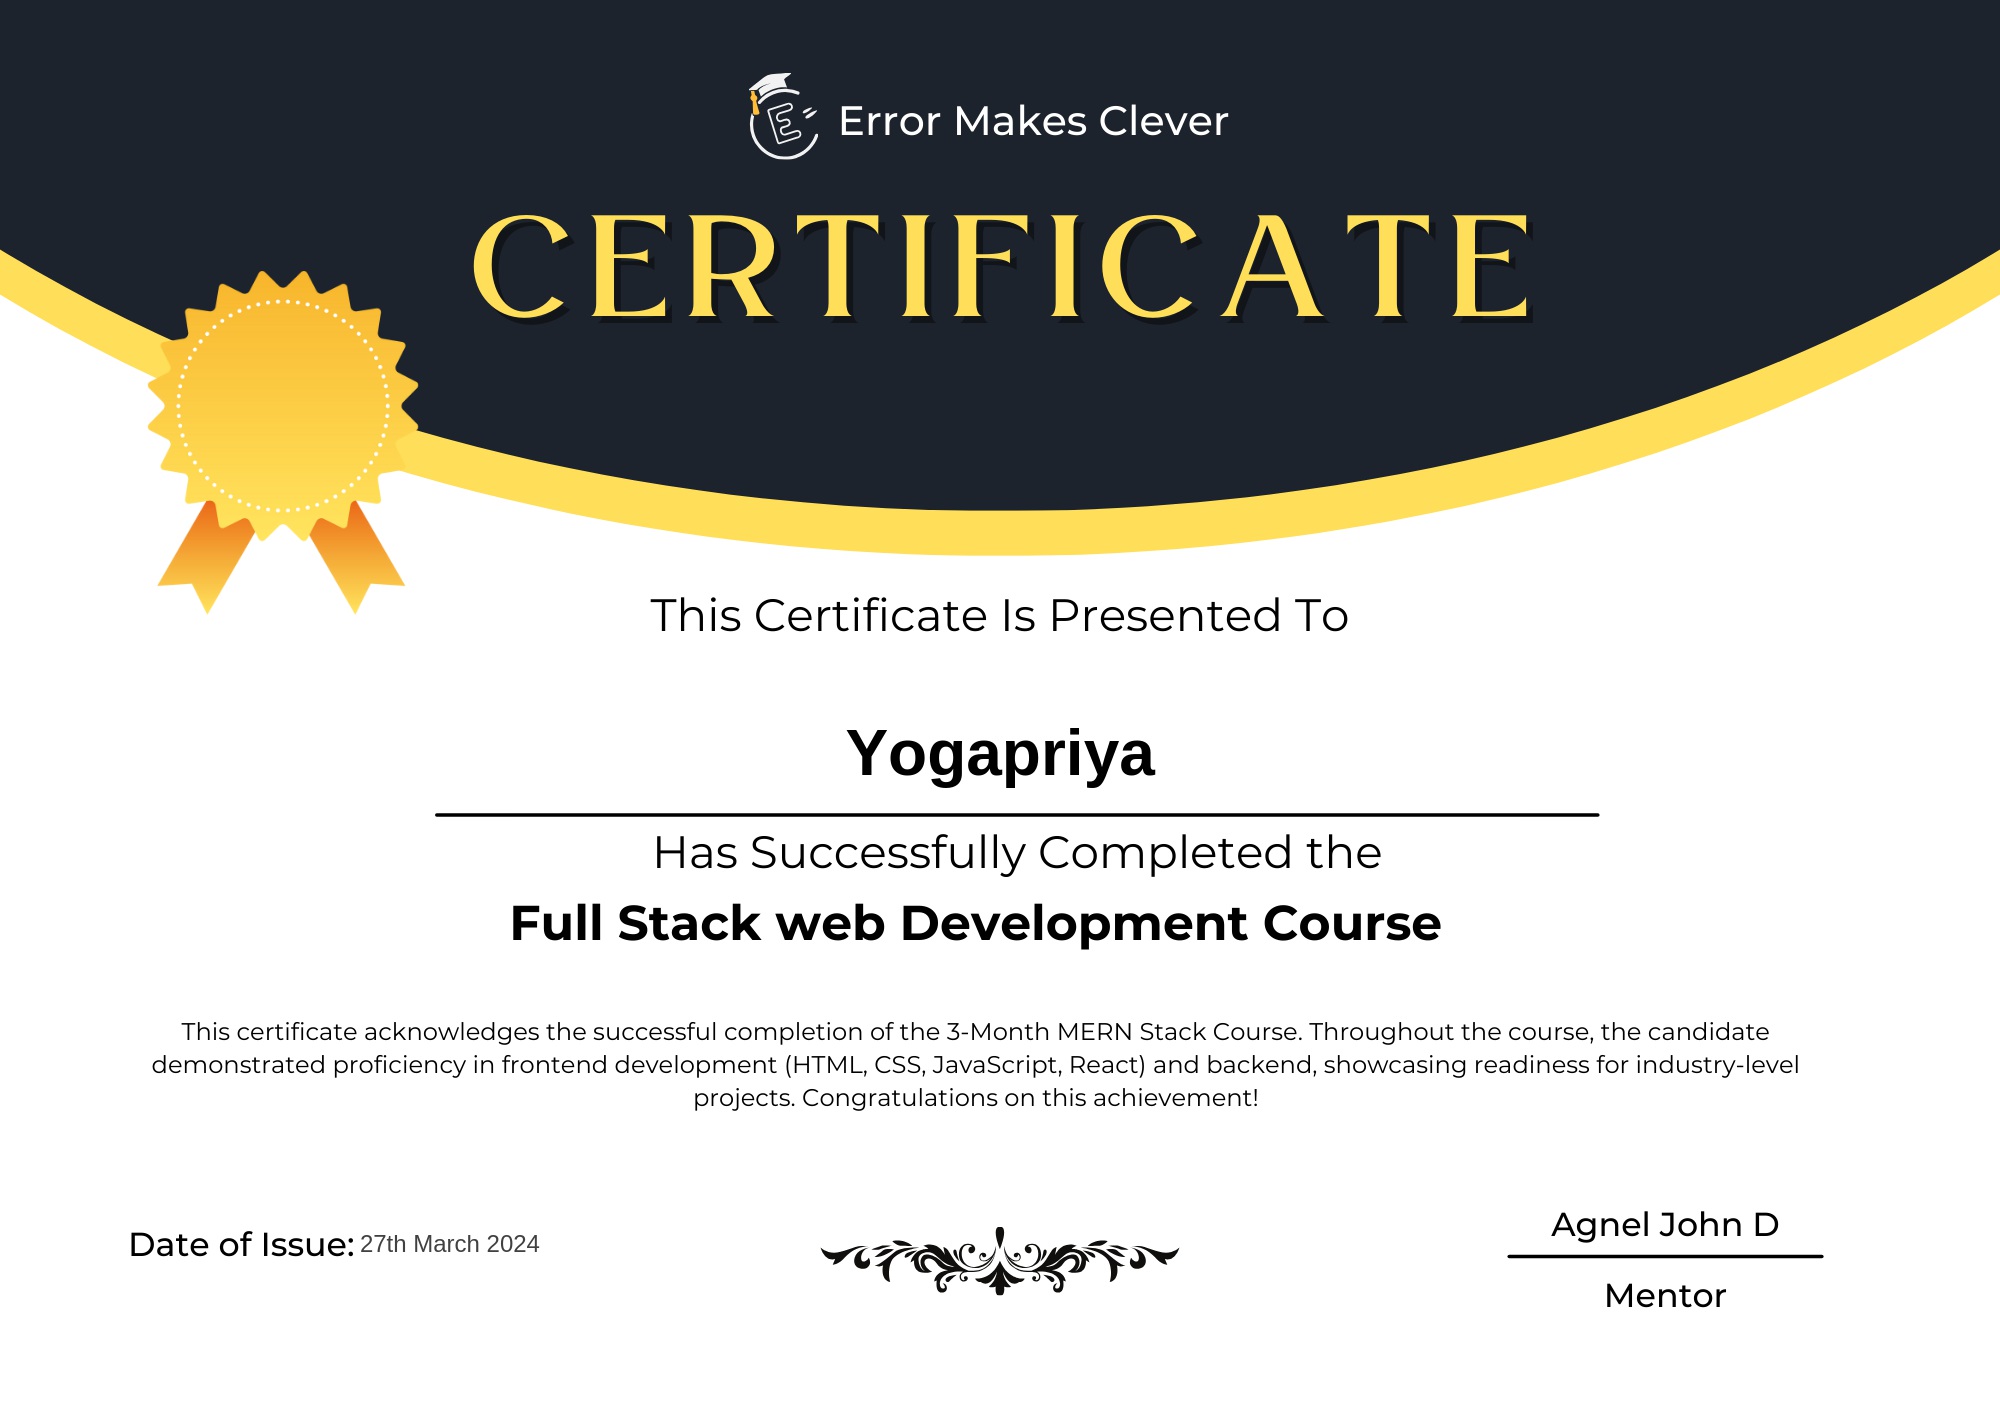 Error Makes Clever
CERTIFICATE
This Certificate Is Presented To
Yogapriya
Has Successfully Completed the
Full Stack web Development Course
This certificate acknowledges the successful completion of the 3-Month MERN Stack Course. Throughout the course, the candidate
demonstrated proficiency in frontend development (HTML, CSS, JavaScript, React) and backend, showcasing readiness for industry-level
projects. Congratulations on this achievement!
Date of Issue: 27th March 2024
Agnel John D
Mentor